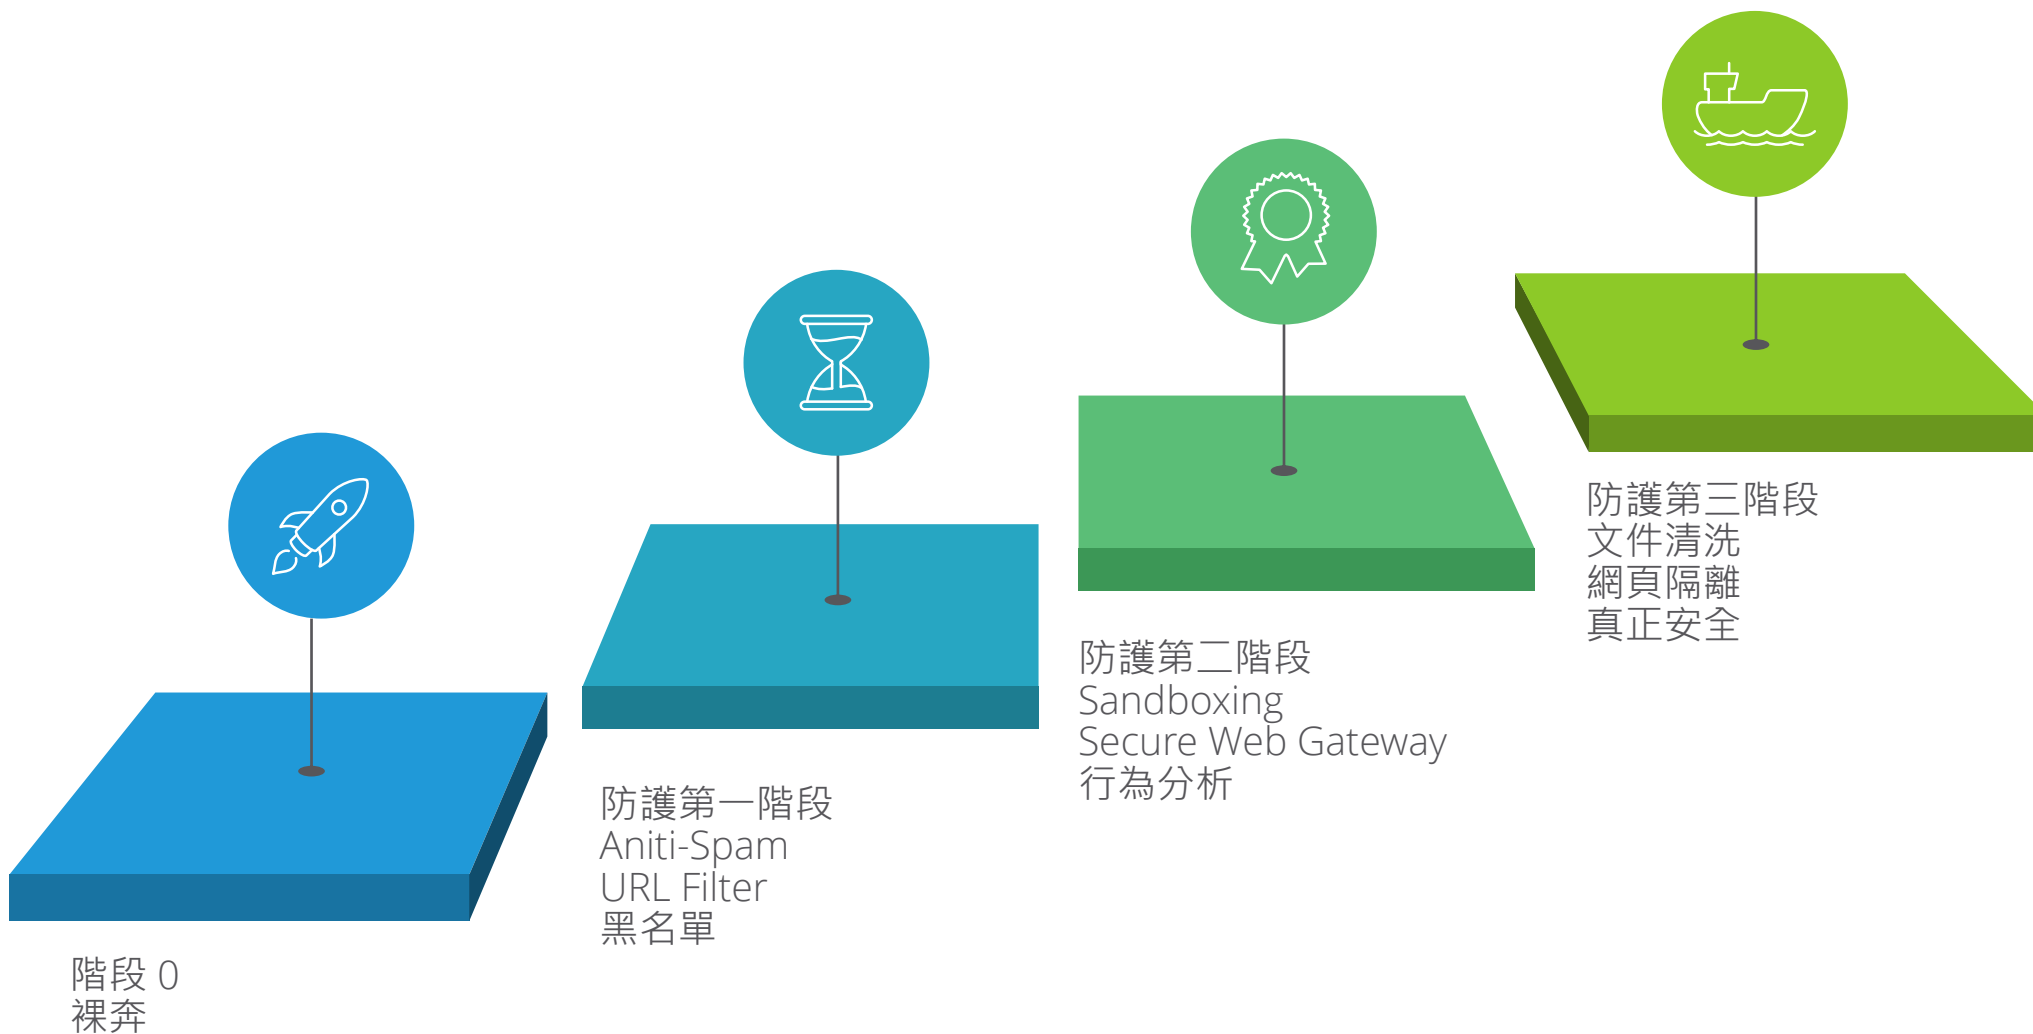 階段 0
裸奔
防護第一階段
Aniti-Spam
URL Filter
黑名單
防護第二階段
Sandboxing
Secure Web Gateway
行為分析
防護第三階段
文件清洗
網頁隔離
真正安全